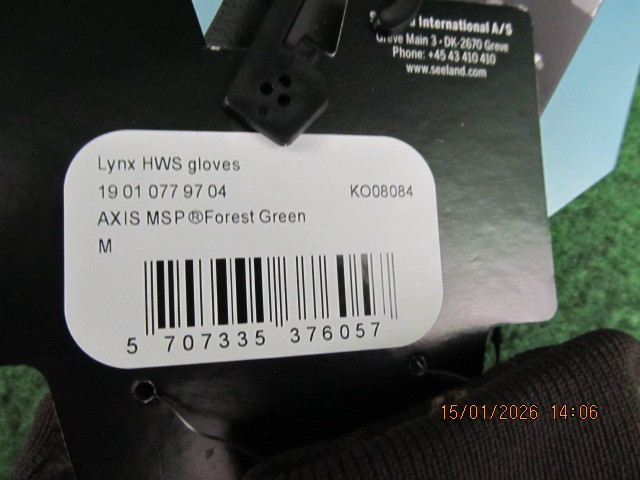 International A/S
Greve Main 3 · DK-2670 Greve
Phone: +45 43 410 410
www.seeland.com
Lynx HWS gloves
19 01 077 97 04 KO08084
AXIS MSP®Forest Green
M
5 707335 376057
15/01/2026 14:06